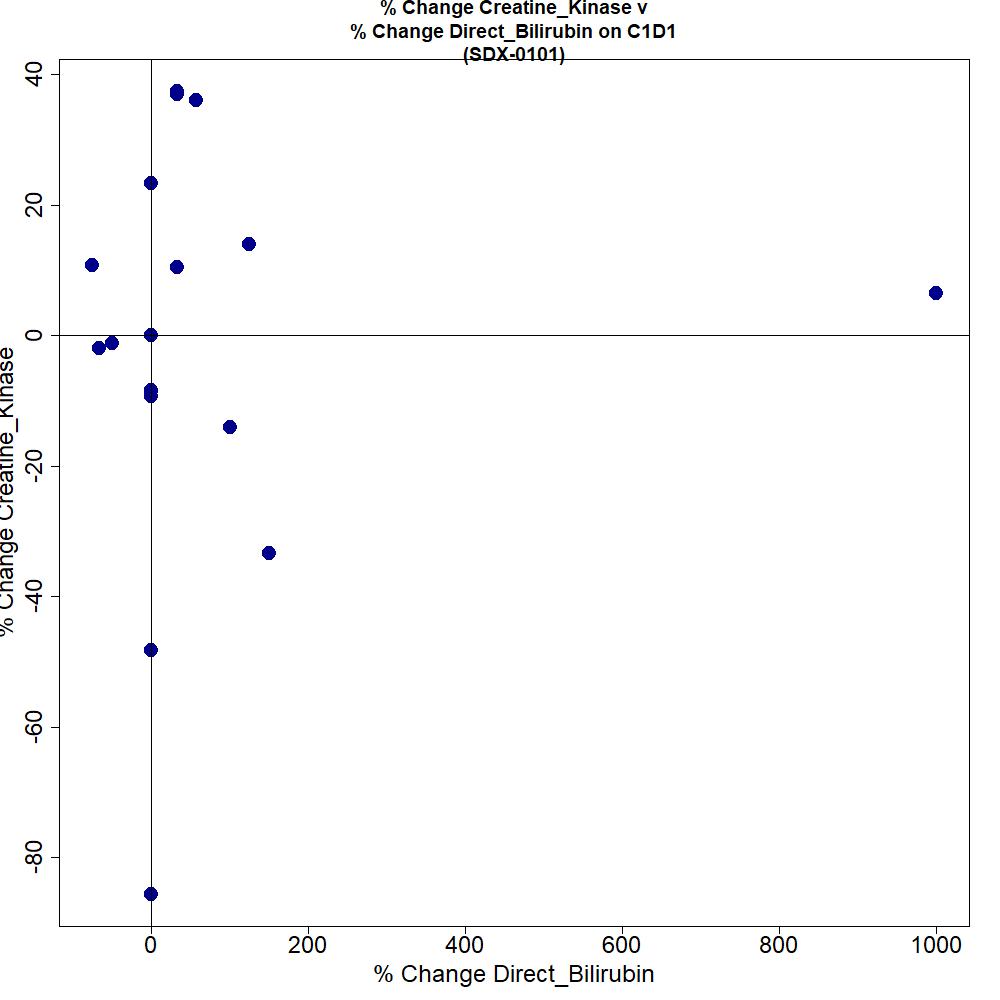 % Change Creatine_Kinase v
% Change Direct_Bilirubin on C1D1
(SDX-0101)
40
20
0
-20
-40
-60
-80
% Change Creatine_Kinase
0 200 400 600 800 1000
% Change Direct_Bilirubin